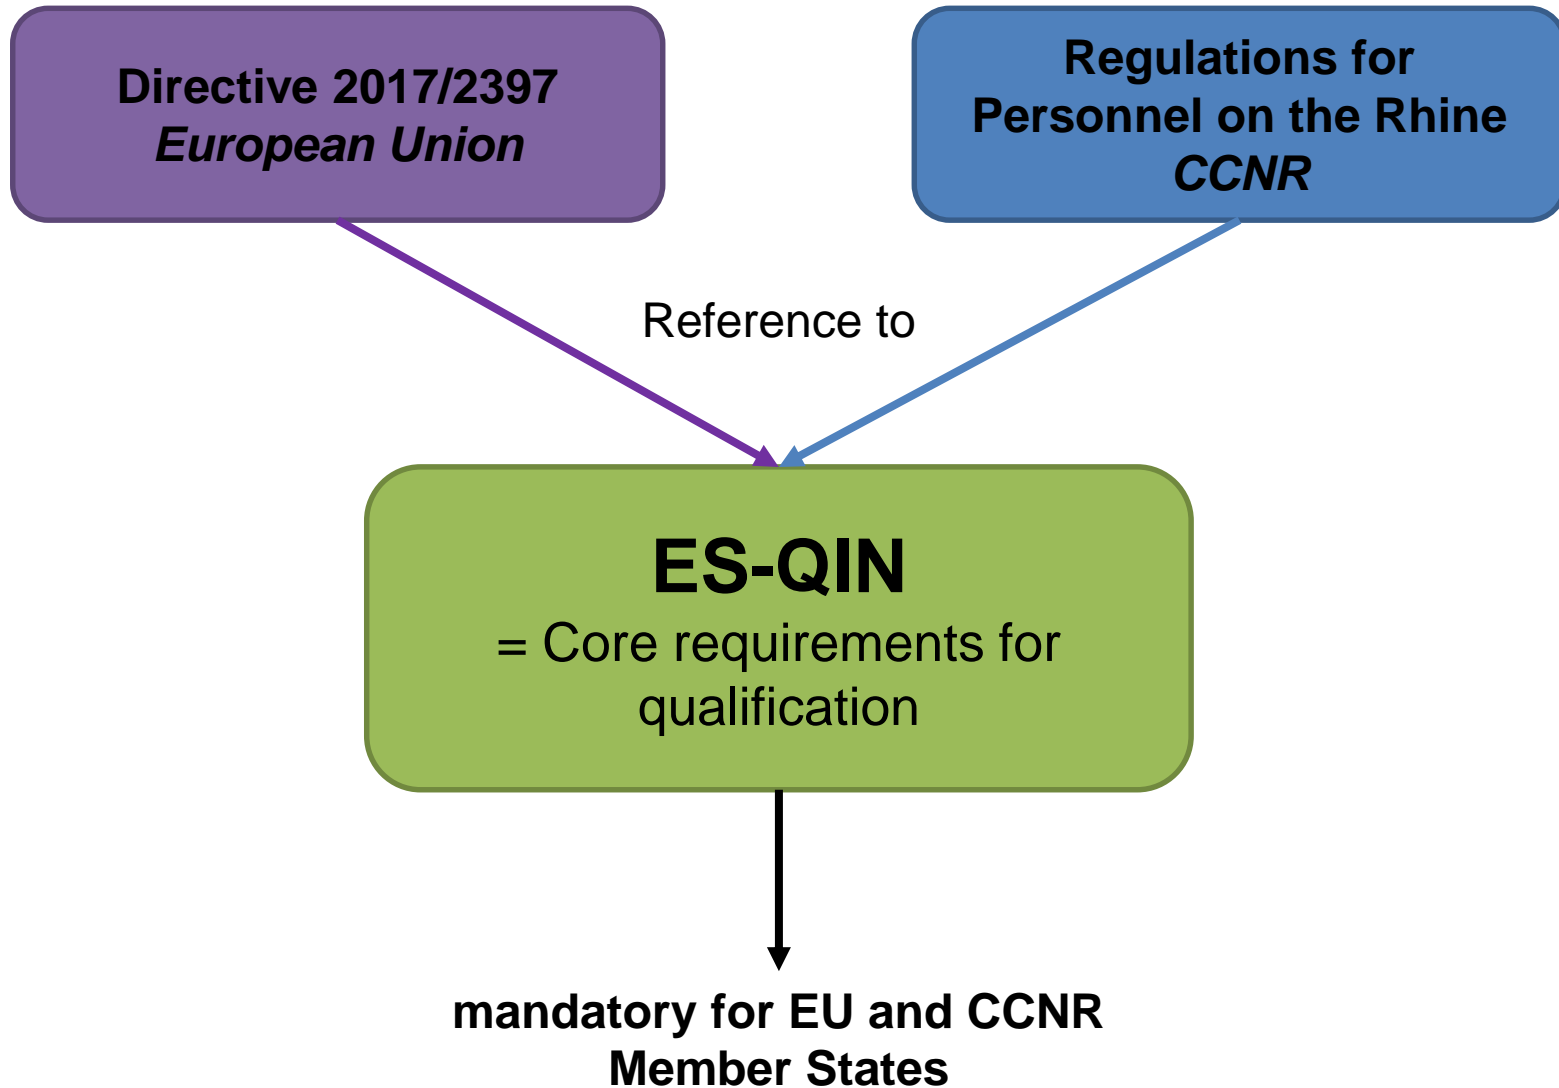 Directive 2017/2397
European Union
Regulations for
Personnel on the Rhine
CCNR
Reference to
ES-QIN
= Core requirements for
qualification
mandatory for EU and CCNR
Member States